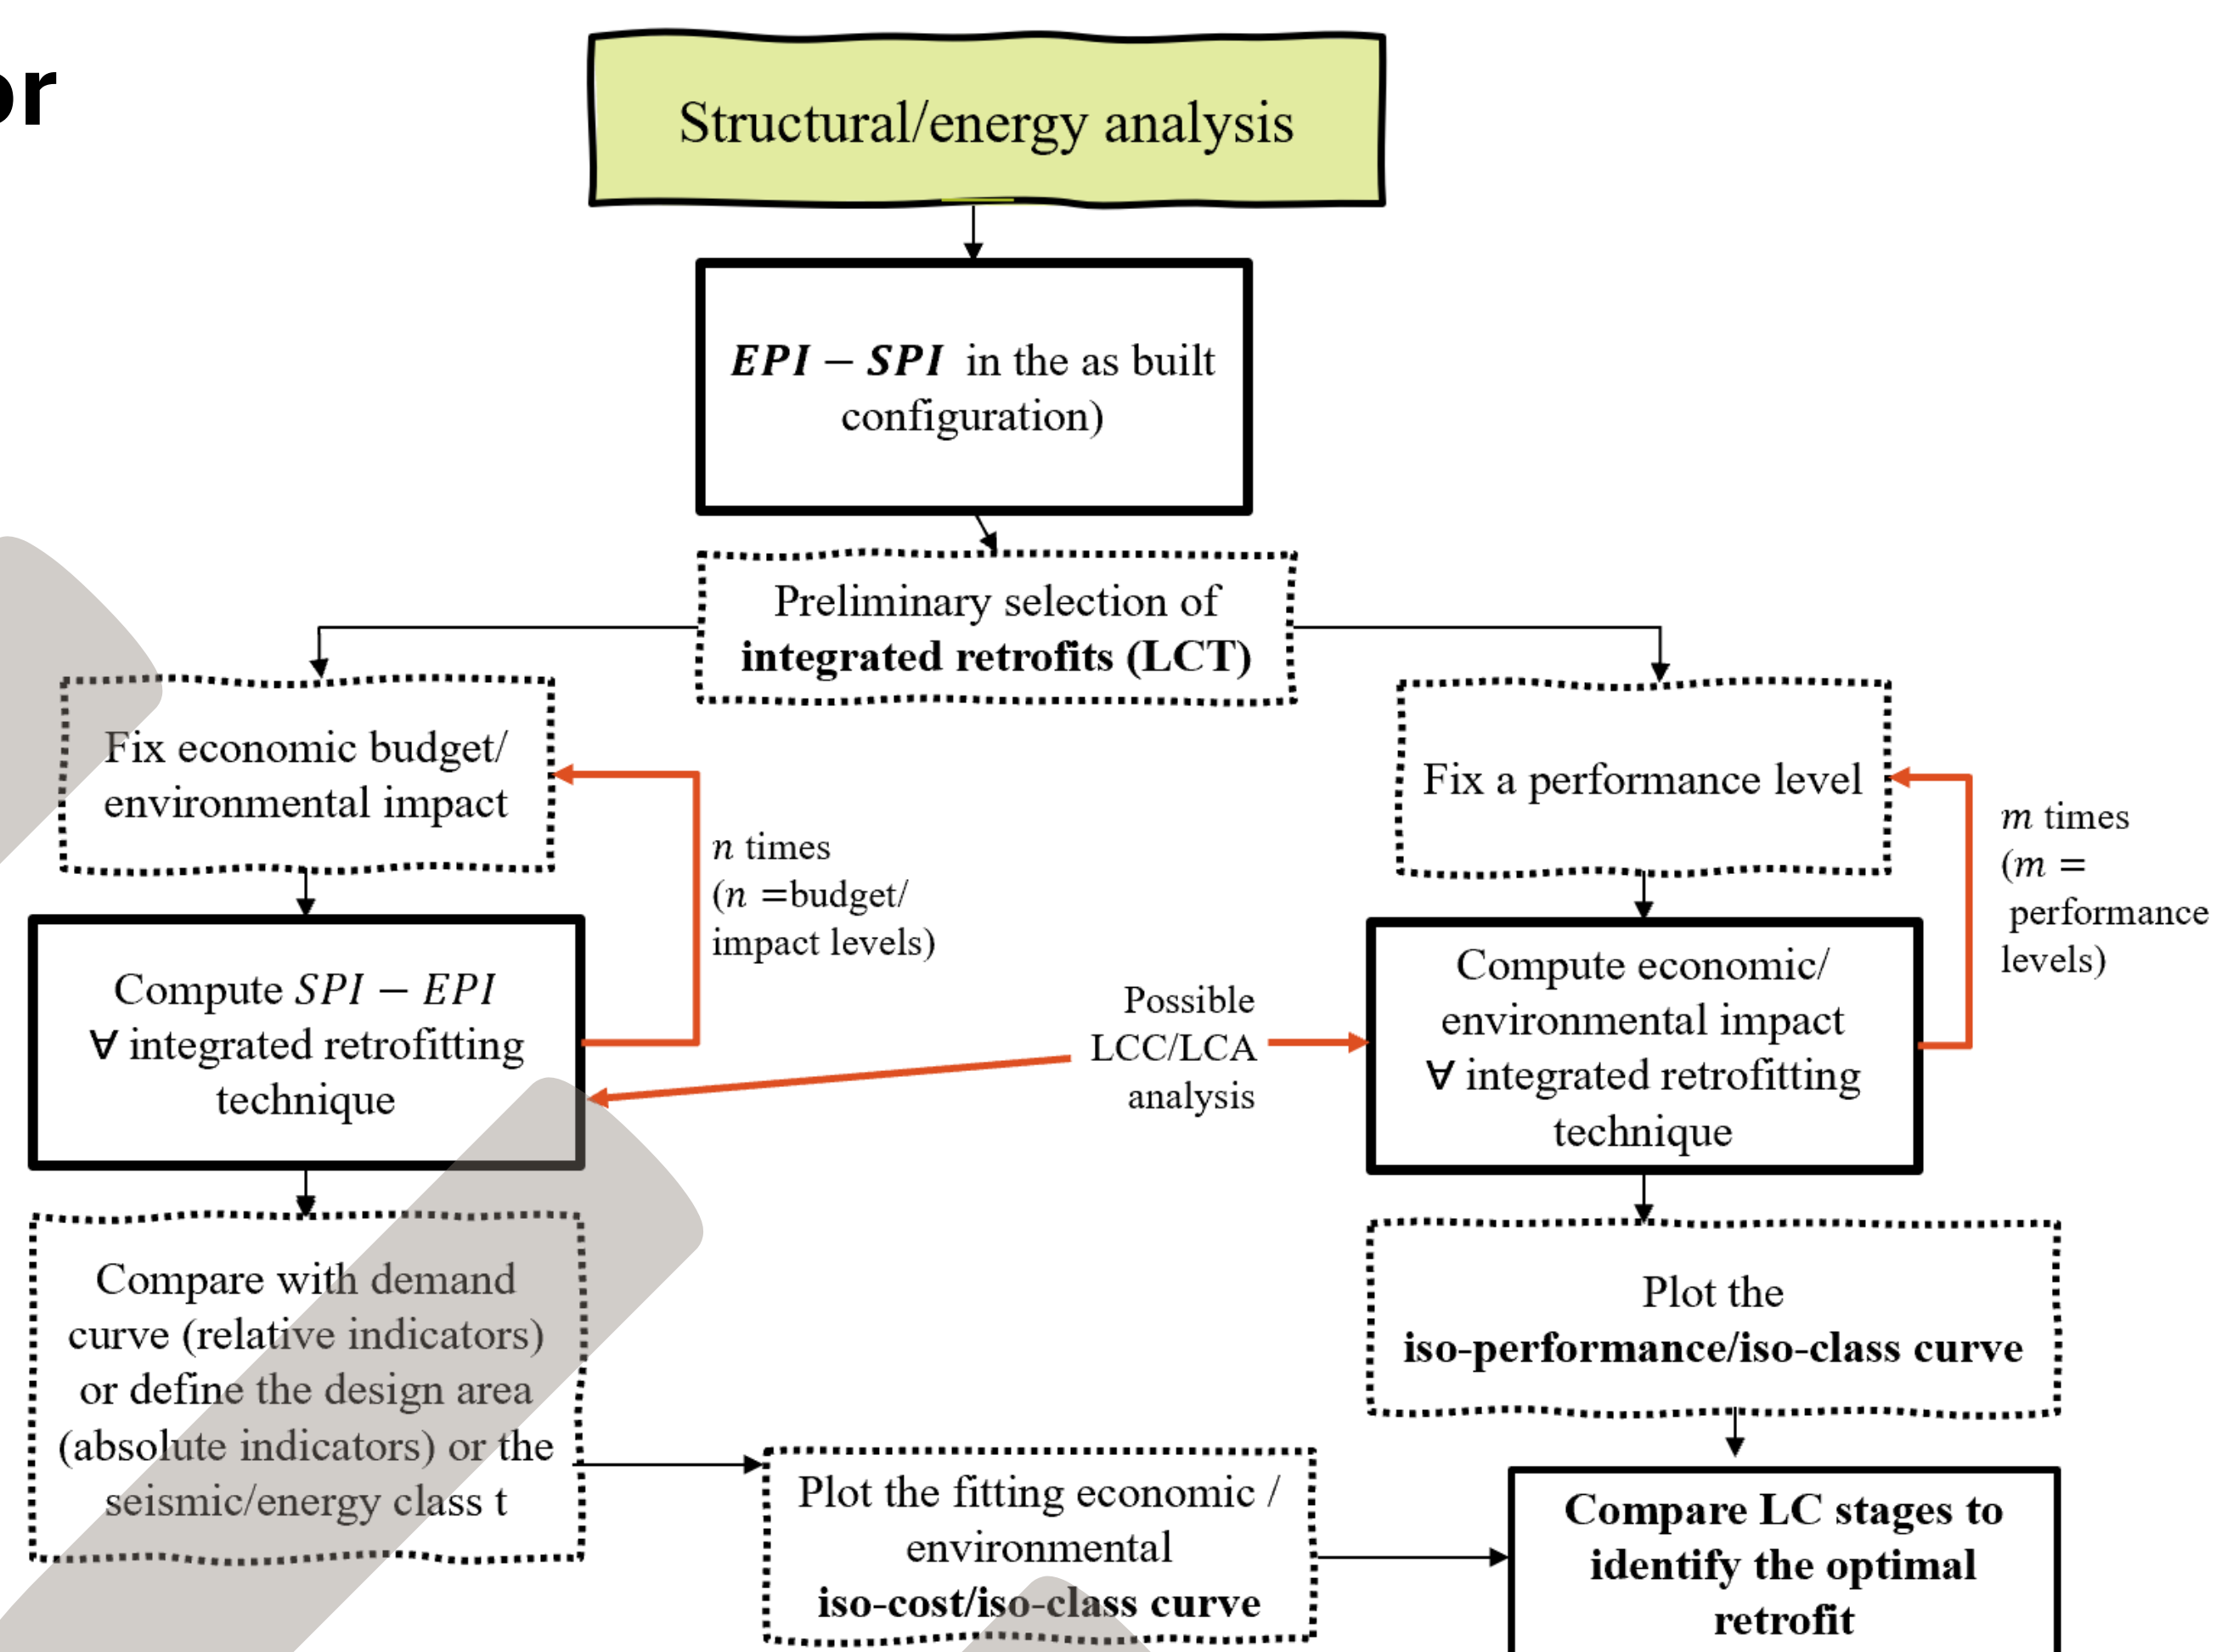 or
Structural/energy analysis
EPI – SPI in the as built
configuration)
Preliminary selection of
integrated retrofits (LCT)
Fix economic budget/
environmental impact
n times
(n =budget/
impact levels)
Compute SPI – EPI
∀ integrated retrofitting
technique
Compare with demand
curve (relative indicators)
or define the design area
(absolute indicators) or the
seismic/energy class t
Plot the fitting economic /
environmental
iso-cost/iso-class curve
Fix a performance level
m times
(m =
performance
levels)
Possible
LCC/LCA
analysis
Compute economic/
environmental impact
∀ integrated retrofitting
technique
Plot the
iso-performance/iso-class curve
Compare LC stages to
identify the optimal
retrofit